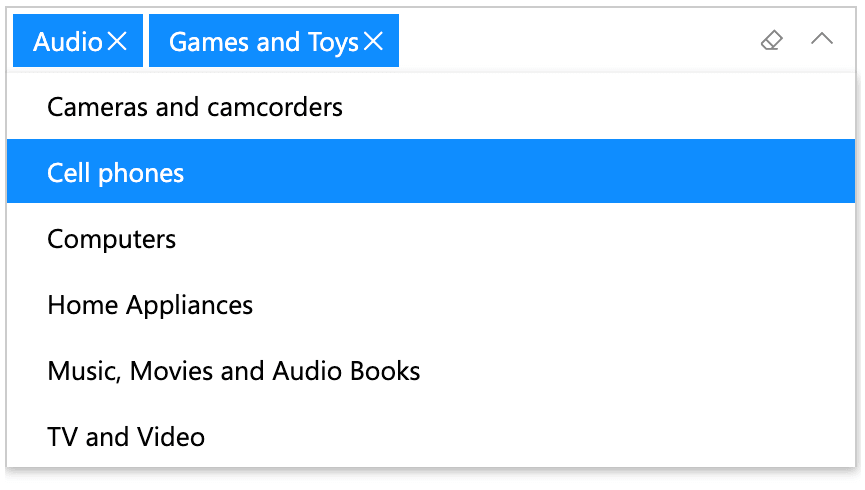 Audio Games and Toys
Cameras and camcorders
Cell phones
Computers
Home Appliances
Music, Movies and Audio Books
TV and Video